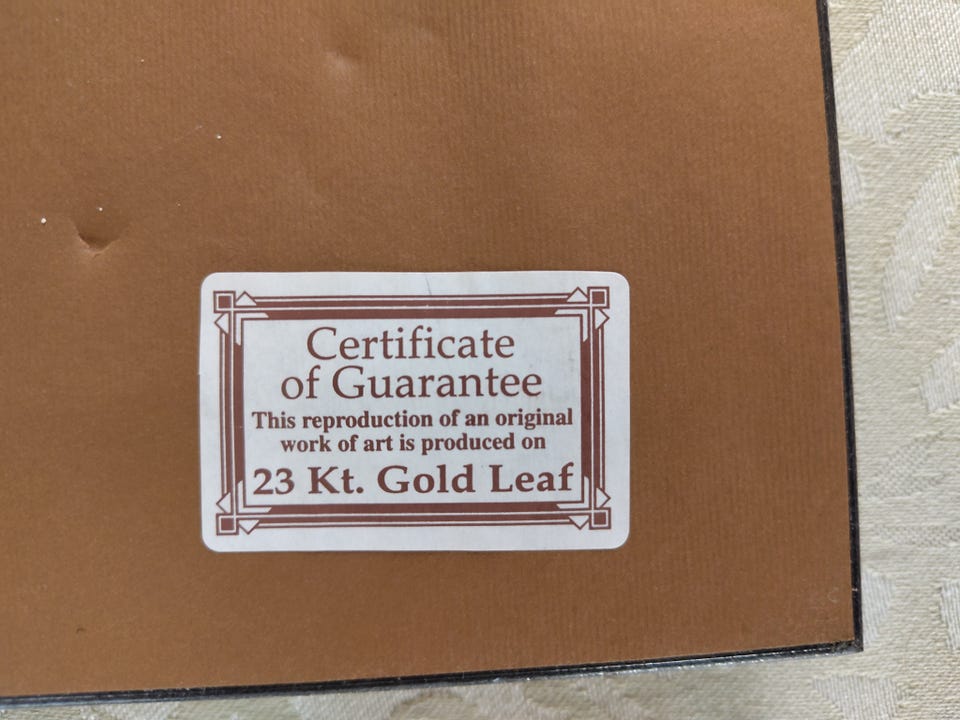 Certificate
of Guarantee
This reproduction of an original
work of art is produced on
23 Kt. Gold Leaf